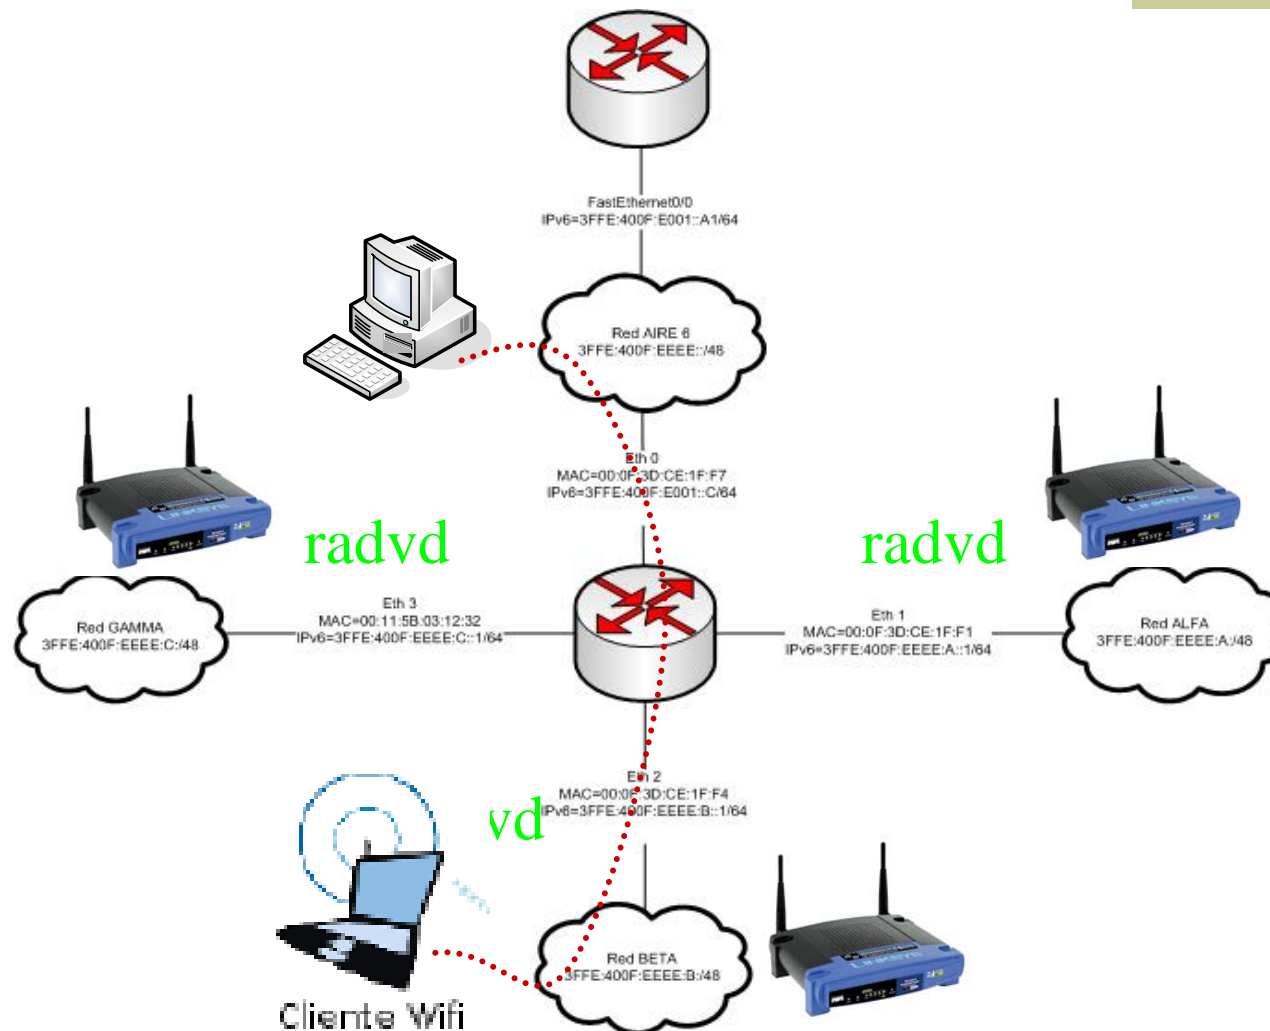 FastEthernet0/0
IPv6=3FFE:400F:E001::A1/64
Red AIRE 6
3FFE:400F:EEEE::/48
Eth 0
MAC=00:0F:3D:CE:1F:F7
IPv6=3FFE:400F:E001::C/64
radvd
radvd
Eth 3
MAC=00:11:5B:03:12:32
IPv6=3FFE:400F:EEEE:C::1/64
Red GAMMA
3FFE:400F:EEEE:C:/48
Eth 1
MAC=00:0F:3D:CE:1F:F1
IPv6=3FFE:400F:EEEE:A::1/64
Red ALFA
3FFE:400F:EEEE:A:/48
Eth 2
MAC=00:0F:3D:CE:1F:F4
IPv6=3FFE:400F:EEEE:B::1/64
vd
Red BETA
3FFE:400F:EEEE:B:/48
Cliente Wifi
LINKSYS
LINKSYS
LINKSYS